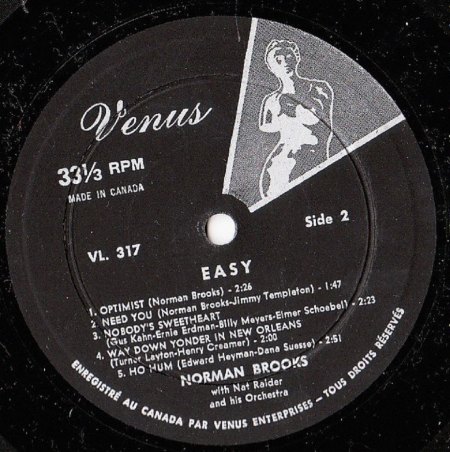 Venus
33⅓ RPM
MADE IN CANADA
Side 2
VL. 317
EASY
1. OPTIMIST (Norman Brooks) - 2:26
2. NEED YOU (Norman Brooks-Jimmy Templeton) - 1:47
3. NOBODY'S SWEETHEART
(Gus Kahn-Ernie Erdman-Billy Meyers-Elmer Schoebel) - 2:23
4. WAY DOWN YONDER IN NEW ORLEANS
(Turner Layton-Henry Creamer) - 2:00
5. HO HUM (Edward Heyman-Dana Suesse) - 2:51
NORMAN BROOKS
with Nat Raider
and his Orchestra
ENREGISTRÉ AU CANADA PAR VENUS ENTERPRISES - TOUS DROITS RÉSERVÉS